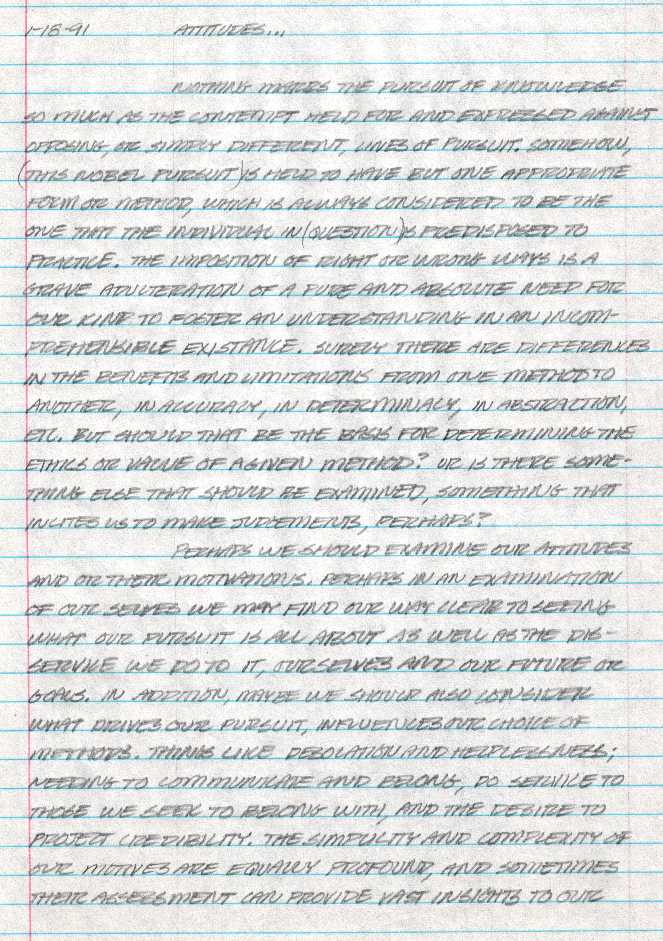 1-18-91 ATTITUDES...
NOTHING MARES THE PURSUIT OF KNOWLEDGE
SO MUCH AS THE CONTEMPT HELD FOR AND EXPRESSED AGAINST
OPPOSING, OR SIMPLY DIFFERENT, LINES OF PURSUIT. SOMEHOW,
(THIS NOBEL PURSUIT) IS HELD TO HAVE BUT ONE APPROPRIATE
FORM OR METHOD, WHICH IS ALWAYS CONSIDERED TO BE THE
ONE THAT THE INDIVIDUAL IN (QUESTION) IS PREDISPOSED TO
PRACTICE. THE IMPOSITION OF RIGHT OR WRONG WAYS IS A
GRAVE ADULTERATION OF A PURE AND ABSOLUTE NEED FOR
OUR KIND TO FOSTER AN UNDERSTANDING IN AN INCOM-
PREHENSIBLE EXISTANCE. SURELY THERE ARE DIFFERENCES
IN THE BENEFITS AND LIMITATIONS FROM ONE METHOD TO
ANOTHER, IN ACCURACY, IN DETERMINACY, IN ABSTRACTION,
ETC. BUT SHOULD THAT BE THE BASIS FOR DETERMINING THE
ETHICS OR VALUE OF A GIVEN METHOD? OR IS THERE SOME-
THING ELSE THAT SHOULD BE EXAMINED, SOMETHING THAT
INCITES US TO MAKE JUDGEMENTS, PERHAPS?
PERHAPS WE SHOULD EXAMINE OUR ATTITUDES
AND OR THEIR MOTIVATIONS. PERHAPS IN AN EXAMINATION
OF OUR SELVES WE MAY FIND OUR WAY CLEAR TO SEEING
WHAT OUR PURSUIT IS ALL ABOUT AS WELL AS THE DIS-
SERVICE WE DO TO IT, OURSELVES AND OUR FUTURE OR
GOALS. IN ADDITION, MAYBE WE SHOULD ALSO CONSIDER
WHAT DRIVES OUR PURSUIT, INFLUENCES OUR CHOICE OF
METHODS. THINGS LIKE DESOLATION AND HELPLESSNESS;
NEEDING TO COMMUNICATE AND BELONG, DO SERVICE TO
THOSE WE SEEK TO BELONG WITH, AND THE DESIRE TO
PROJECT CREDIBILITY. THE SIMPLICITY AND COMPLEXITY OF
OUR MOTIVES ARE EQUALLY PROFOUND, AND SOMETIMES
THEIR ASSESSMENT CAN PROVIDE VAST INSIGHTS TO OUR